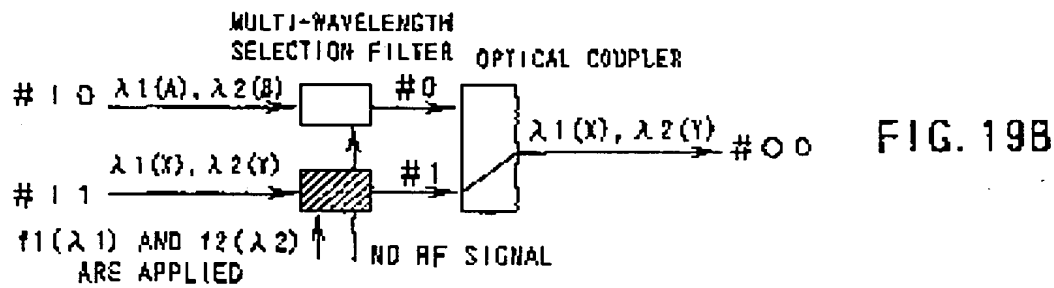 MULTI-WAVELENGTH
SELECTION FILTER
OPTICAL COUPLER
#10
λ1(A), λ2(B)
#0
λ1(X), λ2(Y)
#00
FIG. 19B
#11
λ1(X), λ2(Y)
#1
f1(λ1) AND f2(λ2)
ARE APPLIED
NO RF SIGNAL